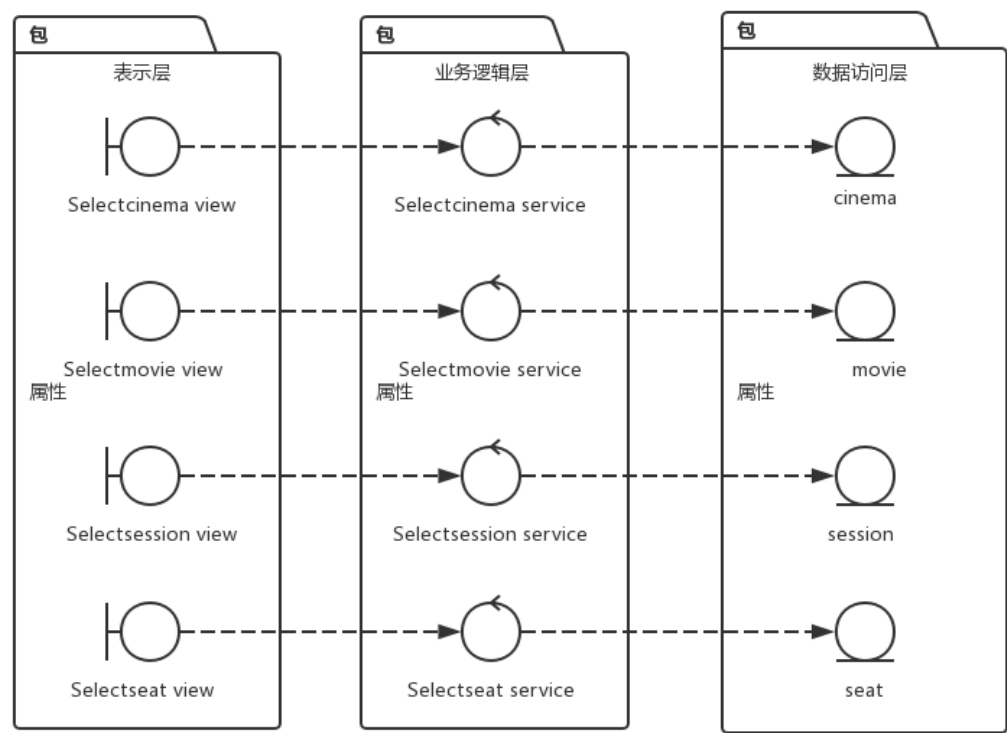 包
包
包
表示层
业务逻辑层
数据访问层
Selectcinema view
Selectcinema service
cinema
Selectmovie view
Selectmovie service
movie
属性
属性
属性
Selectsession view
Selectsession service
session
Selectseat view
Selectseat service
seat